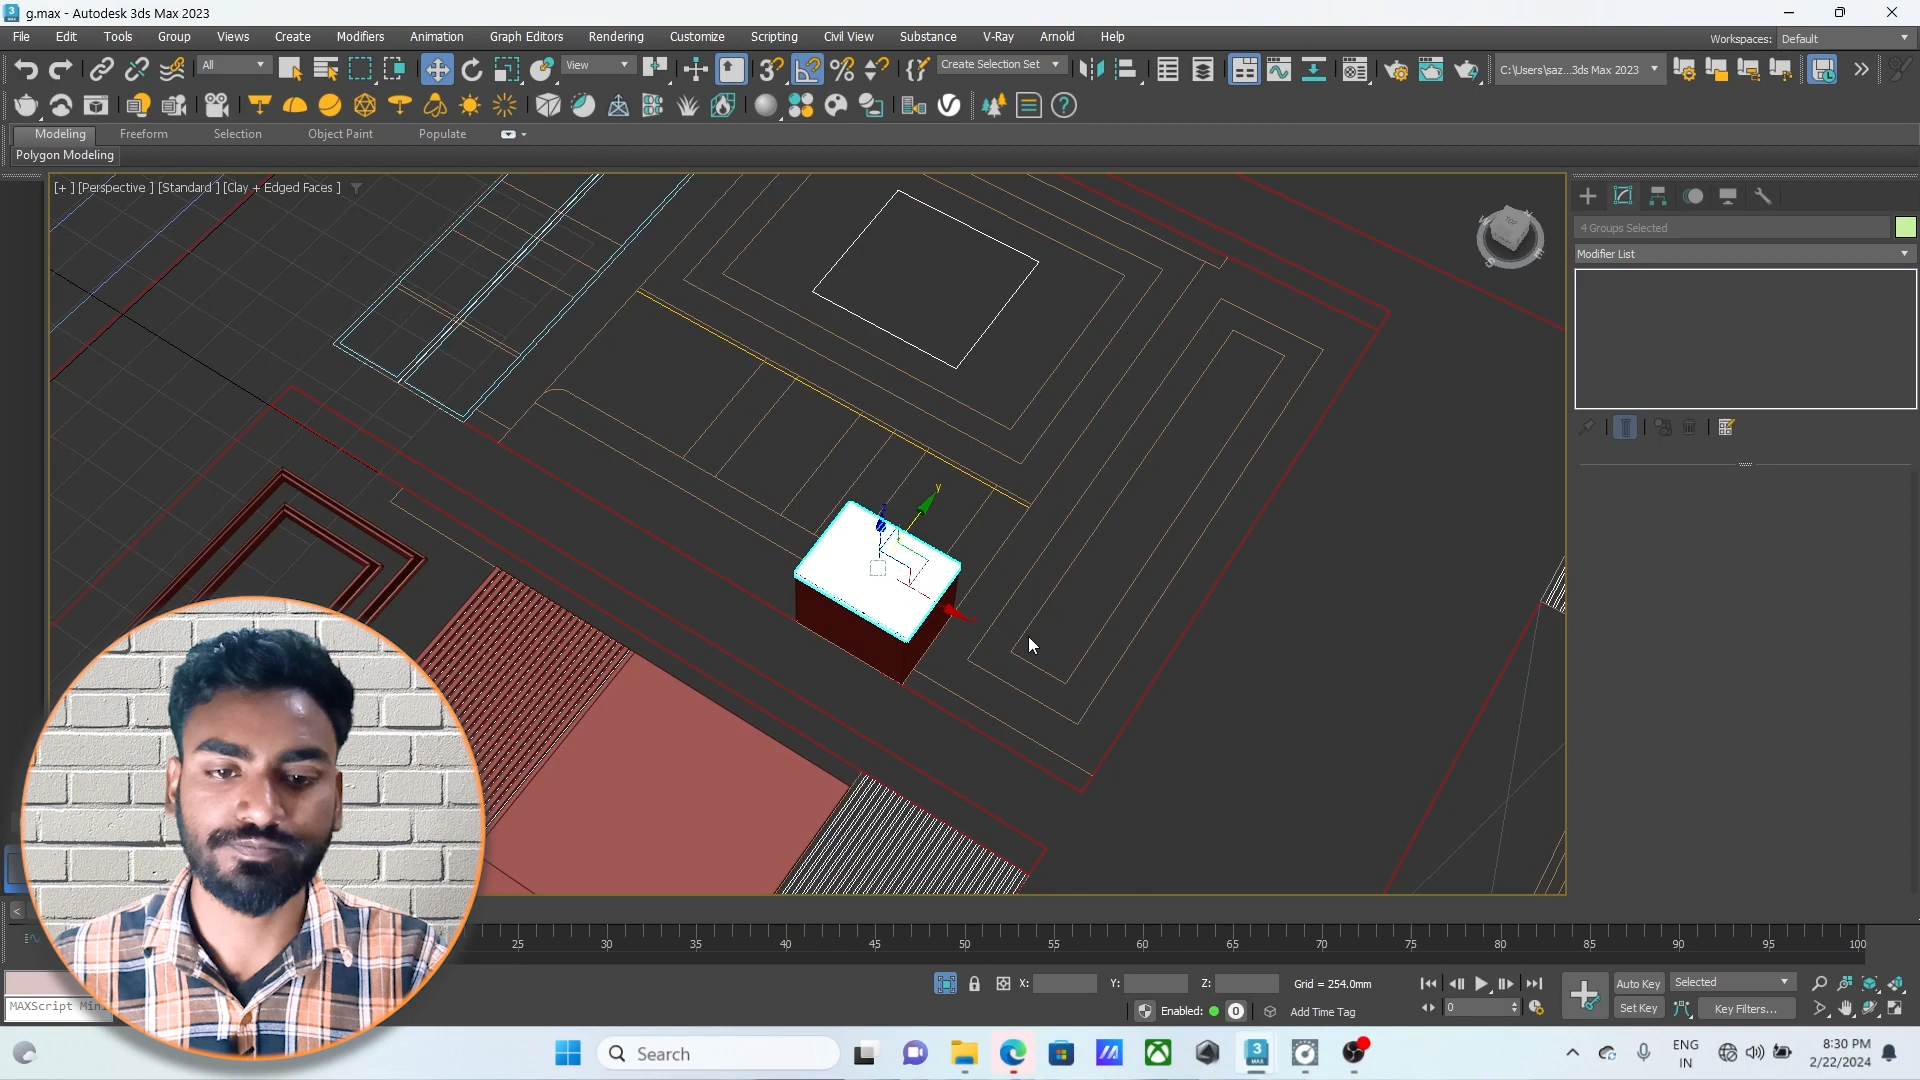 g.max - Autodesk 3ds Max 2023
File Edit Tools Group Views Create Modifiers Animation Graph Editors Rendering Customize Scripting Civil View Substance V-Ray Arnold Help
Workspaces: Default
All View Create Selection Set C:\Users\saz...3ds Max 2023
Modeling Freeform Selection Object Paint Populate
Polygon Modeling
[+] [Perspective] [Standard] [Clay + Edged Faces]
4 Groups Selected
Modifier List
TOP
y
25 30 35 40 45 50 55 60 65 70 75 80 85 90 95 100
X: Y: Z: Grid = 254.0mm
Auto Key Selected
MAXScript Mini
Enabled: 0 Add Time Tag
0
Set Key Key Filters...
Search
ENG
IN
8:30 PM
2/22/2024